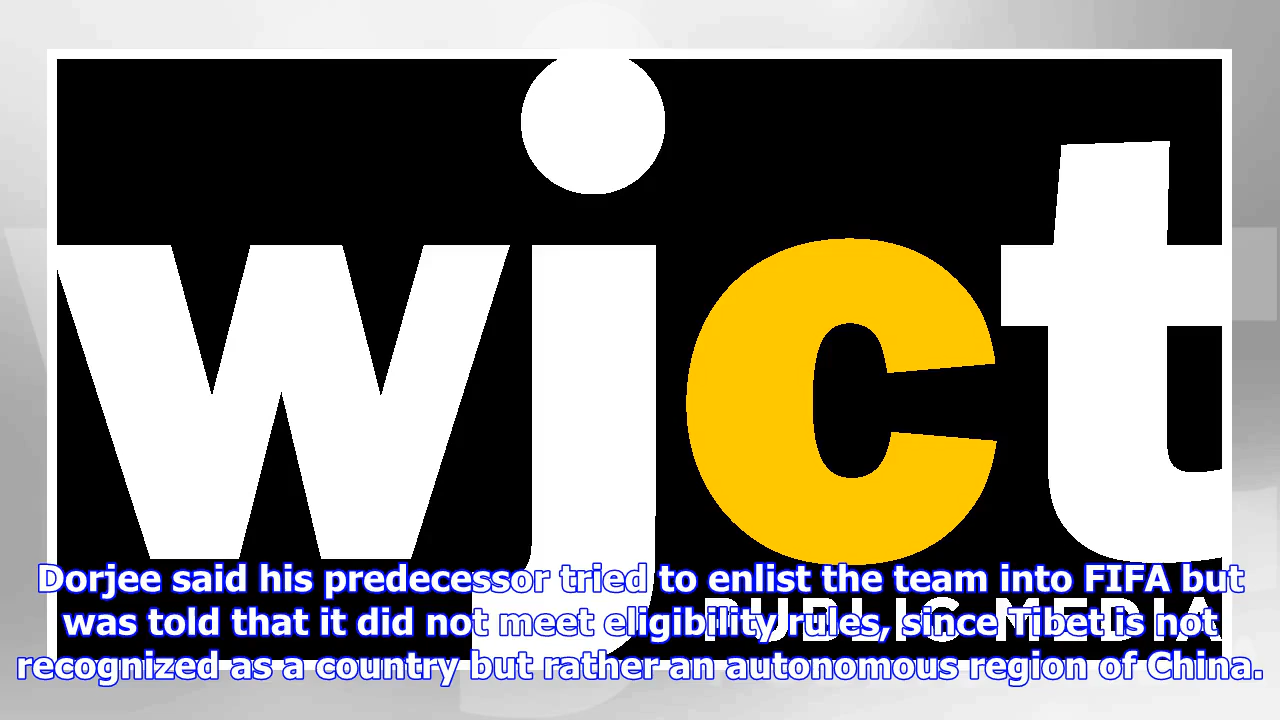 wjct
PUBLIC MEDIA
Dorjee said his predecessor tried to enlist the team into FIFA but
was told that it did not meet eligibility rules, since Tibet is not
recognized as a country but rather an autonomous region of China.